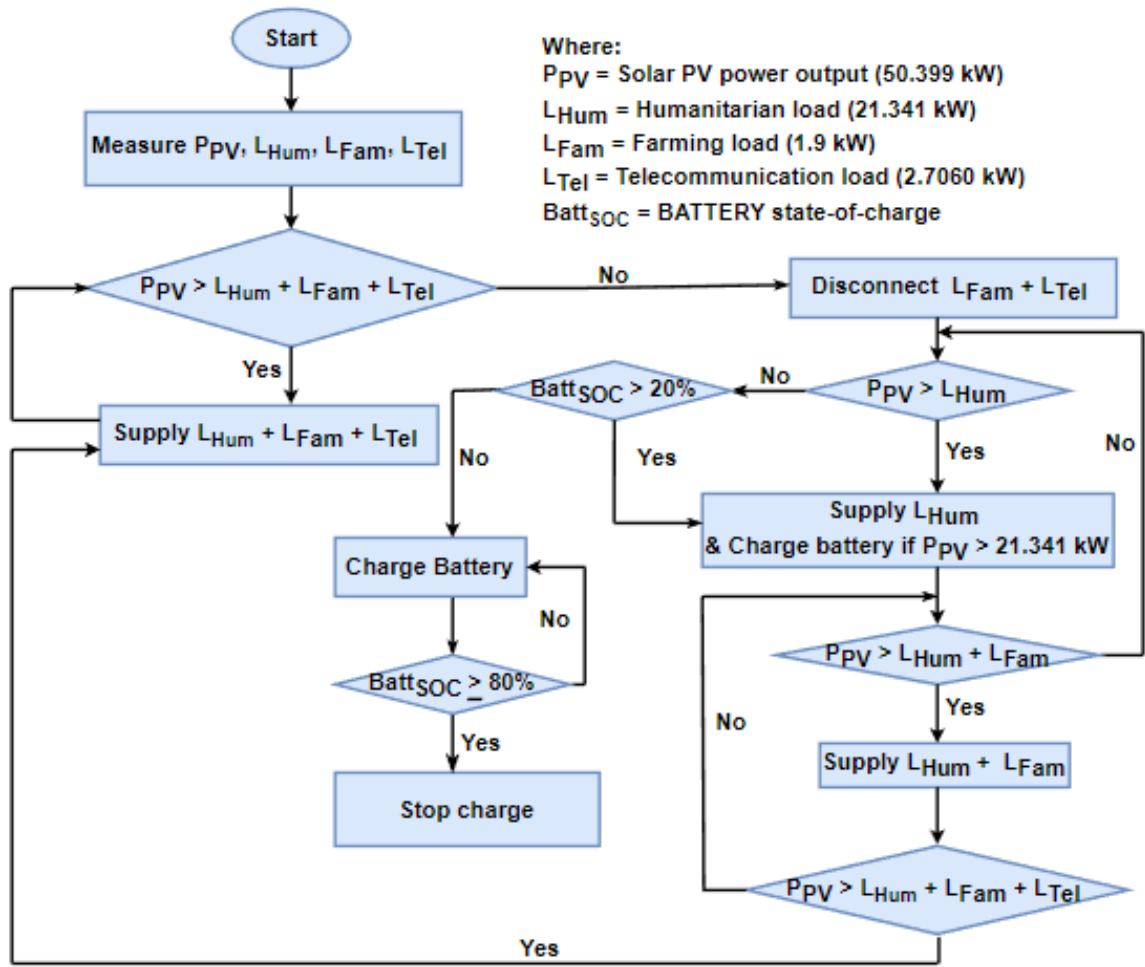 Start
Where:
PPV = Solar PV power output (50.399 kW)
LHum = Humanitarian load (21.341 kW)
LFam = Farming load (1.9 kW)
LTel = Telecommunication load (2.7060 kW)
BattSOC = BATTERY state-of-charge
Measure PPV, LHum, LFam, LTel
PPV > LHum + LFam + LTel
No
Disconnect LFam + LTel
Yes
BattSOC > 20%
No
PPV > LHum
Supply LHum + LFam + LTel
No
Yes
Yes
No
Supply LHum
& Charge battery if PPV > 21.341 kW
Charge Battery
No
PPV > LHum + LFam
BattSOC ≥ 80%
Yes
No
Yes
Supply LHum + LFam
Stop charge
PPV > LHum + LFam + LTel
Yes